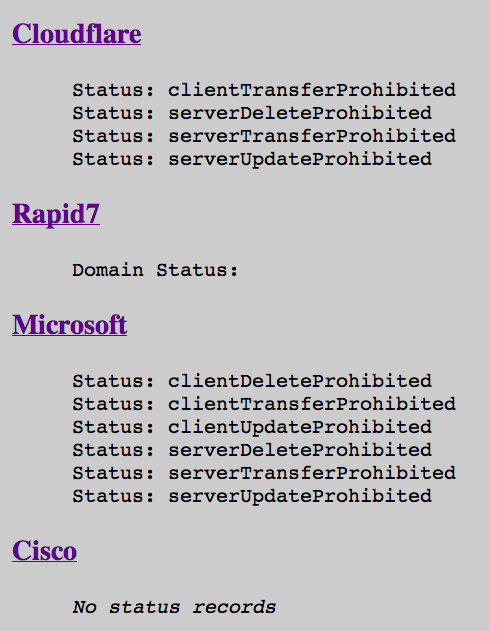 Cloudflare
Status: clientTransferProhibited
Status: serverDeleteProhibited
Status: serverTransferProhibited
Status: serverUpdateProhibited
Rapid7
Domain Status:
Microsoft
Status: clientDeleteProhibited
Status: clientTransferProhibited
Status: clientUpdateProhibited
Status: serverDeleteProhibited
Status: serverTransferProhibited
Status: serverUpdateProhibited
Cisco
No status records